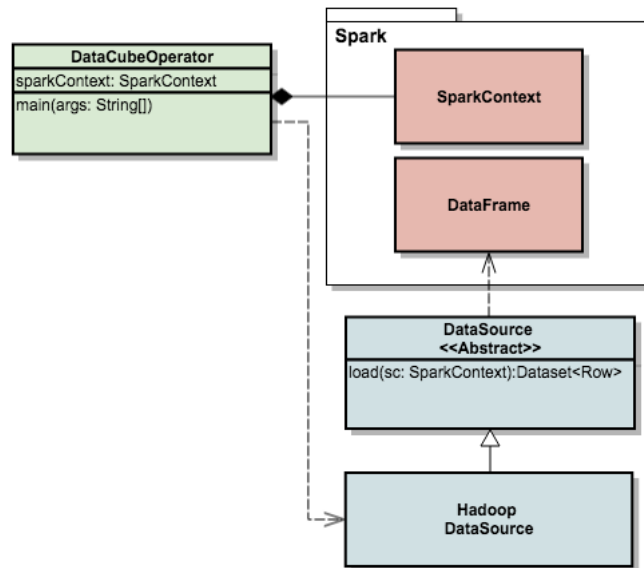 DataCubeOperator
sparkContext: SparkContext
main(args: String[])
Spark
SparkContext
DataFrame
DataSource
<<Abstract>>
load(sc: SparkContext):Dataset<Row>
Hadoop
DataSource